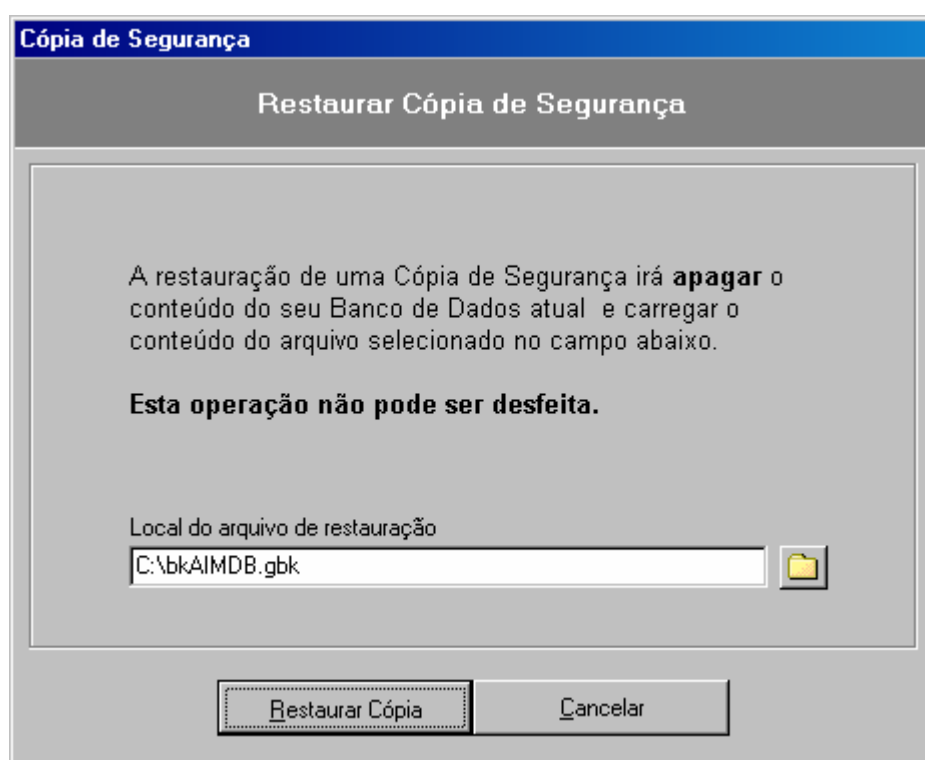 Cópia de Segurança
Restaurar Cópia de Segurança
A restauração de uma Cópia de Segurança irá apagar o
conteúdo do seu Banco de Dados atual e carregar o
conteúdo do arquivo selecionado no campo abaixo.
Esta operação não pode ser desfeita.
Local do arquivo de restauração
C:\bkAIMDB.gbk
Restaurar Cópia
Cancelar